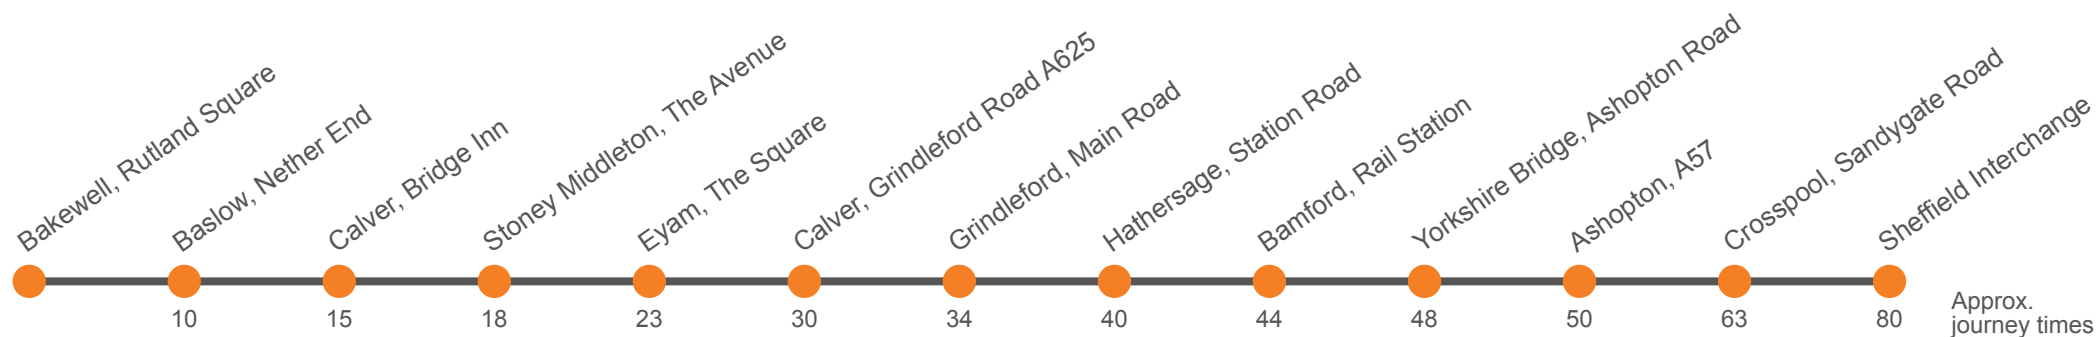 Bakewell, Rutland Square
Baslow, Nether End
Calver, Bridge Inn
Stoney Middleton, The Avenue
Eyam, The Square
Calver, Grindleford Road A625
Grindleford, Main Road
Hathersage, Station Road
Bamford, Rail Station
Yorkshire Bridge, Ashopton Road
Ashopton, A57
Crosspool, Sandygate Road
Sheffield Interchange
10
15
18
23
30
34
40
44
48
50
63
80
Approx.
journey times